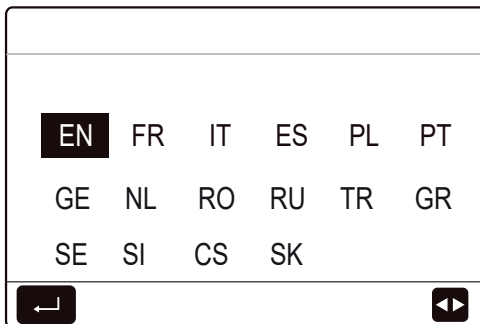 EN FR IT ES PL PT
GE NL RO RU TR GR
SE SI CS SK